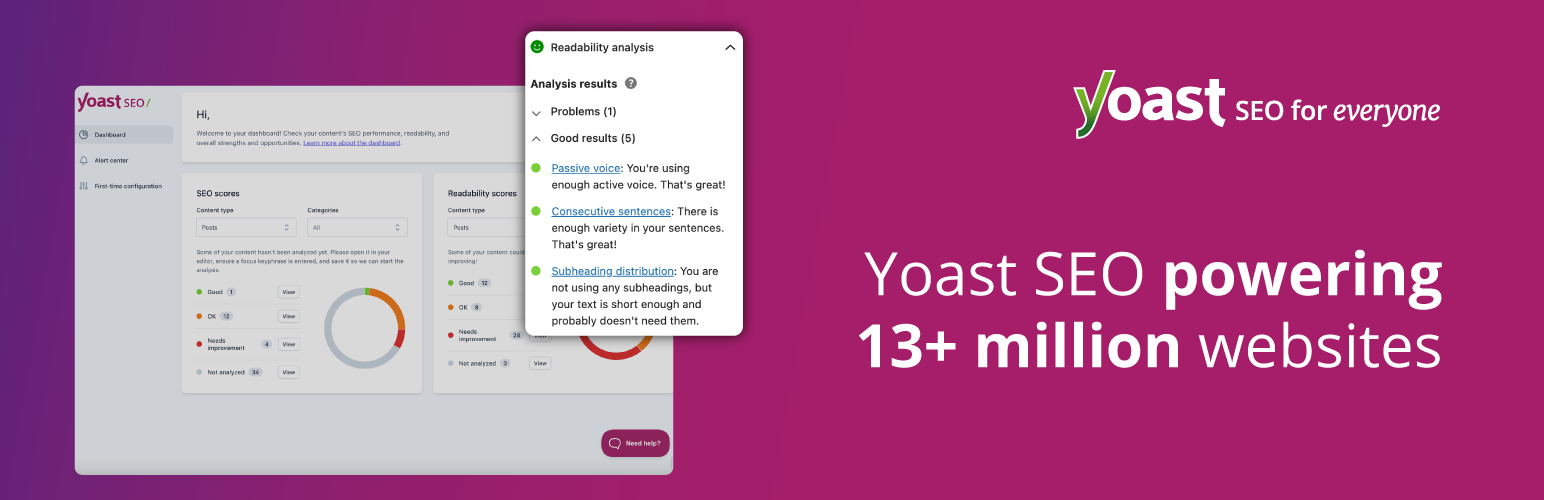 yoast SEO/
Dashboard
Alert center
First-time configuration
Hi,
Welcome to your dashboard! Check your content's SEO performance, readability, and
overall strengths and opportunities. Learn more about the dashboard.
SEO scores
Content type
Categories
Posts
All
Some of your content hasn't been analyzed yet. Please open it in your
editor, ensure a focus keyphrase is entered, and save it so we can start the
analysis.
Good 1 View
OK 12 View
Needs
improvement 4 View
Not analyzed 34 View
Readability scores
Content type
Posts
Some of your content could
improving!
Good 12
OK 8
Needs
improvement 28 View
Not analyzed 3 View
Need help?
Readability analysis
Analysis results ?
Problems (1)
Good results (5)
Passive voice: You're using
enough active voice. That's great!
Consecutive sentences: There is
enough variety in your sentences.
That's great!
Subheading distribution: You are
not using any subheadings, but
your text is short enough and
probably doesn't need them.
yoast SEO for everyone
Yoast SEO powering
13+ million websites